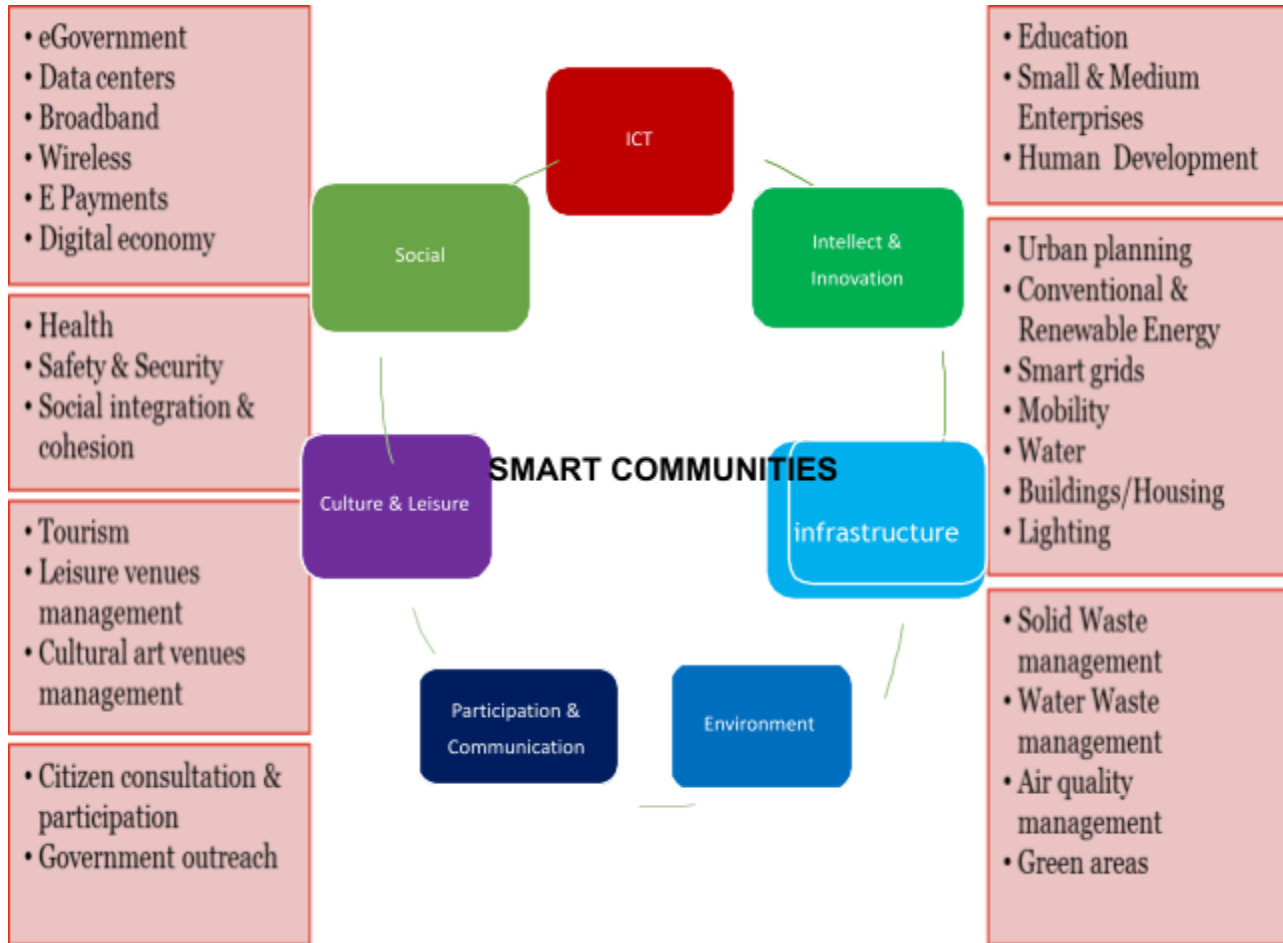 • eGovernment
• Data centers
• Broadband
• Wireless
• E Payments
• Digital economy
• Health
• Safety & Security
• Social integration &
cohesion
• Tourism
• Leisure venues
management
• Cultural art venues
management
• Citizen consultation &
participation
• Government outreach
ICT
Social
Intellect &
Innovation
SMART COMMUNITIES
Culture & Leisure
infrastructure
Participation &
Communication
Environment
• Education
• Small & Medium
Enterprises
• Human Development
• Urban planning
• Conventional &
Renewable Energy
• Smart grids
• Mobility
• Water
• Buildings/Housing
• Lighting
• Solid Waste
management
• Water Waste
management
• Air quality
management
• Green areas